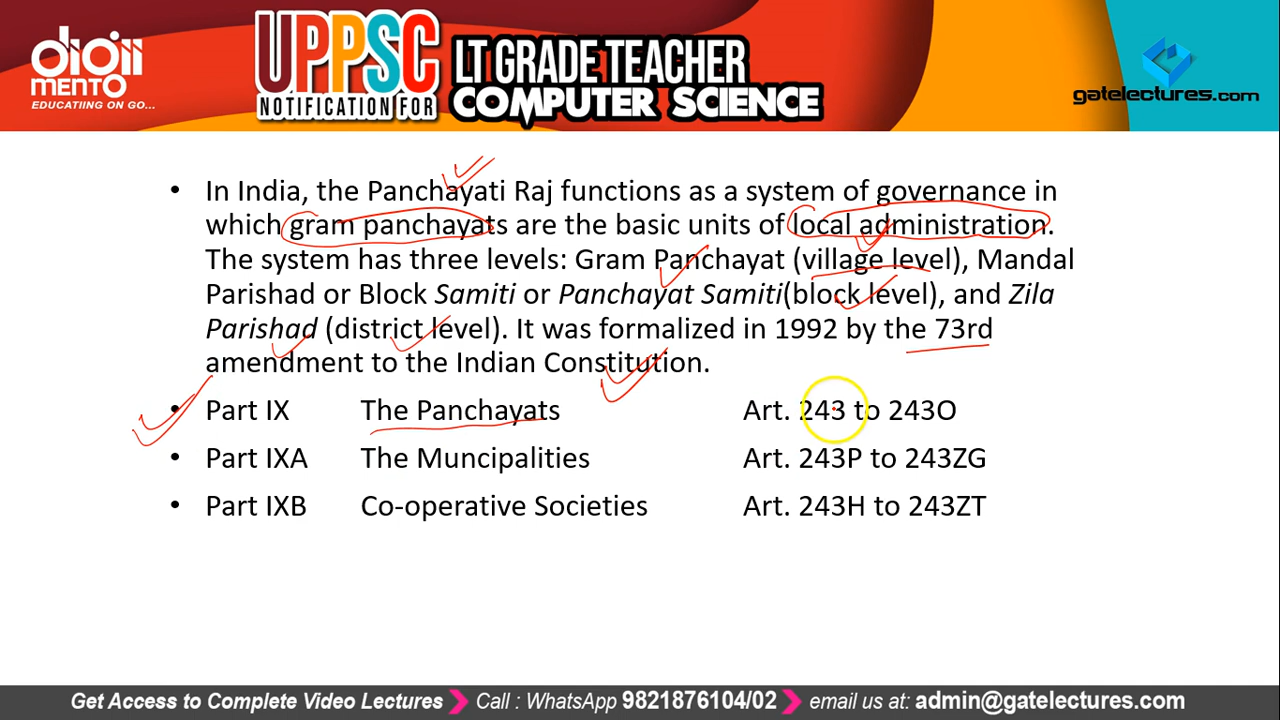 digii
MENTO
EDUCATIING ON GO...
UPPSC
NOTIFICATION FOR
LT GRADE TEACHER
COMPUTER SCIENCE
gatelectures.com
• In India, the Panchayati Raj functions as a system of governance in
which gram panchayats are the basic units of local administration.
The system has three levels: Gram Panchayat (village level), Mandal
Parishad or Block Samiti or Panchayat Samiti(block level), and Zila
Parishad (district level). It was formalized in 1992 by the 73rd
amendment to the Indian Constitution.
• Part IX The Panchayats Art. 243 to 243O
• Part IXA The Muncipalities Art. 243P to 243ZG
• Part IXB Co-operative Societies Art. 243H to 243ZT
Get Access to Complete Video Lectures Call : WhatsApp 9821876104/02 email us at: admin@gatelectures.com